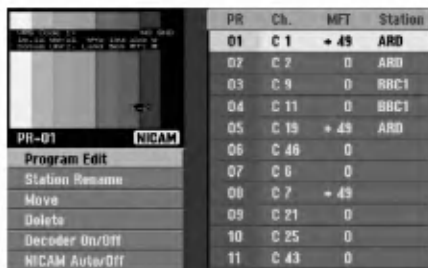 PR Ch. MFT Station
01 C 1 + 49 ARD
02 C 2 0 ARD
03 C 9 0 BBC1
04 C 11 0 BBC1
05 C 19 + 49 ARD
06 C 46 0
07 C 6 0
08 C 7 + 49
09 C 21 0
10 C 25 0
11 C 43 0
PR-01 NICAM
Program Edit
Station Rename
Move
Delete
Decoder On/Off
NICAM Auto/Off